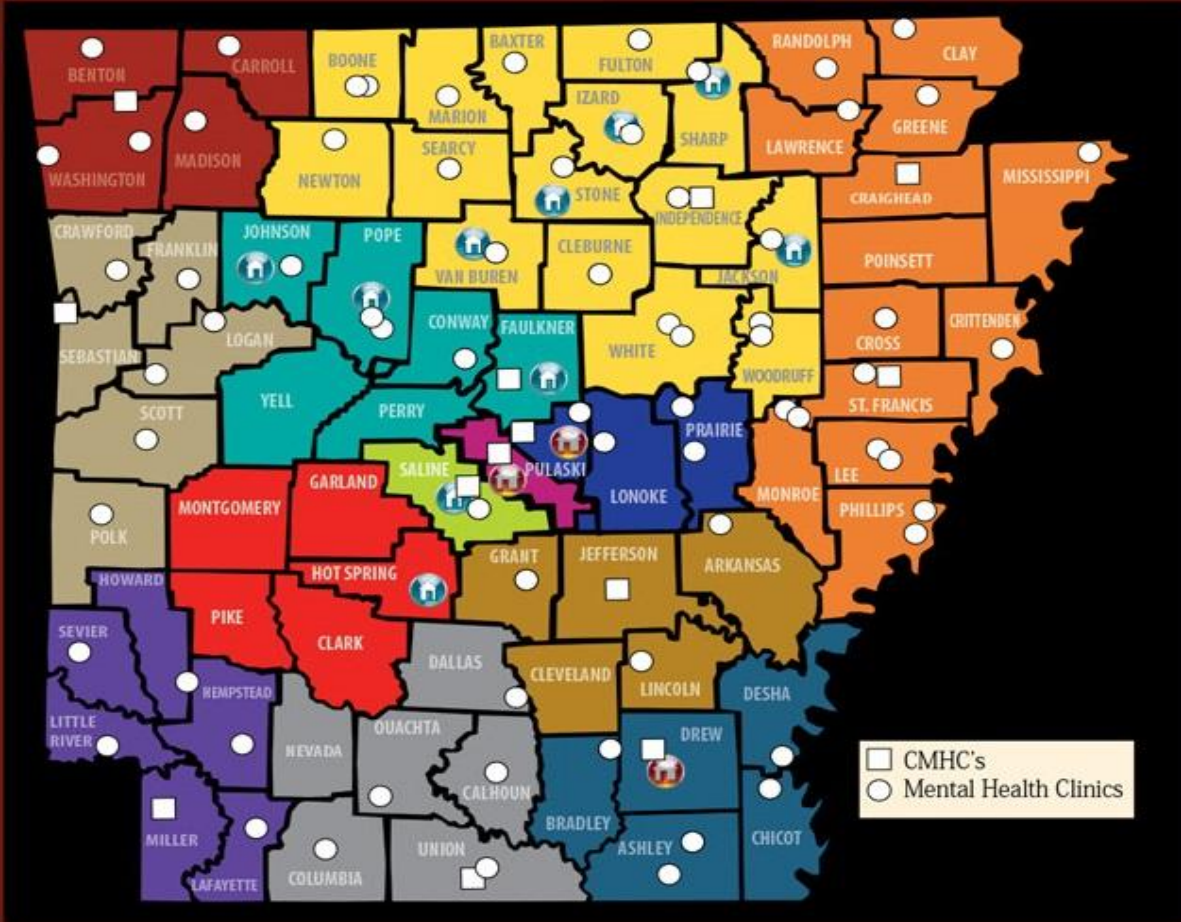 BENTON
CARROLL
BOONE
BAXTER
MARION
FULTON
IZARD
SHARP
RANDOLPH
CLAY
GREENE
LAWRENCE
WASHINGTON
MADISON
NEWTON
SEARCY
STONE
INDEPENDENCE
CRAIGHEAD
MISSISSIPPI
CRAWFORD
FRANKLIN
JOHNSON
POPE
VAN BUREN
CLEBURNE
JACKSON
POINSETT
SEBASTIAN
LOGAN
CONWAY
FAULKNER
WHITE
WOODRUFF
CROSS
CRITTENDEN
SCOTT
YELL
PERRY
ST. FRANCIS
SALINE
PULASKI
LONOKE
PRAIRIE
MONROE
LEE
PHILLIPS
POLK
MONTGOMERY
GARLAND
HOT SPRING
GRANT
JEFFERSON
ARKANSAS
HOWARD
PIKE
CLARK
SEVIER
HEMPSTEAD
DALLAS
CLEVELAND
LINCOLN
DESHA
LITTLE
RIVER
NEVADA
OUACHTA
CALHOUN
DREW
BRADLEY
MILLER
LAFAYETTE
COLUMBIA
UNION
ASHLEY
CHICOT
CMHC's
Mental Health Clinics